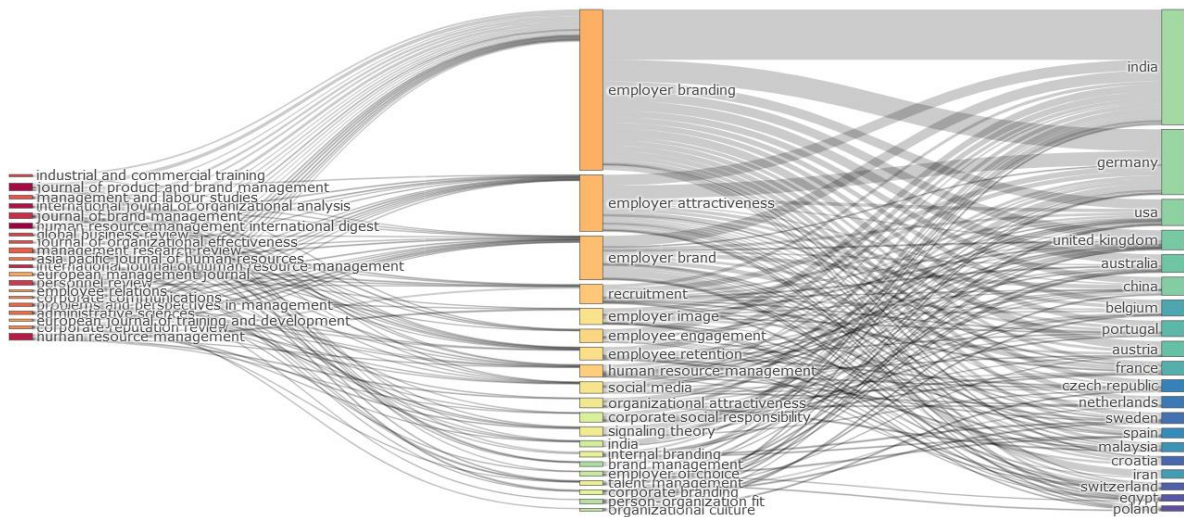 industrial and commercial training
journal of product and brand management
management and labour studies
international journal of organizational analysis
journal of brand management
human resource management international digest
global business review
journal of organizational effectiveness
management research review
asia pacific journal of human resources
international journal of human resource management
european management journal
personnel review
employee relations
corporate communications
problems and perspectives in management
administrative sciences
european journal of training and development
corporate reputation review
human resource management
employer branding
employer attractiveness
employer brand
recruitment
employer image
employee engagement
employee retention
human resource management
social media
organizational attractiveness
corporate social responsibility
signaling theory
india
internal branding
brand management
employer of choice
talent management
corporate branding
person-organization fit
organizational culture
india
germany
usa
united kingdom
australia
china
belgium
portugal
austria
france
czech republic
netherlands
sweden
spain
malaysia
croatia
iran
switzerland
egypt
poland